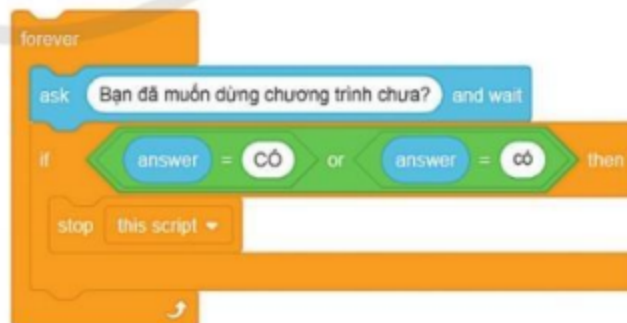 forever
ask Bạn đã muốn dừng chương trình chưa? and wait
if answer = CÓ or answer = có then
stop this script